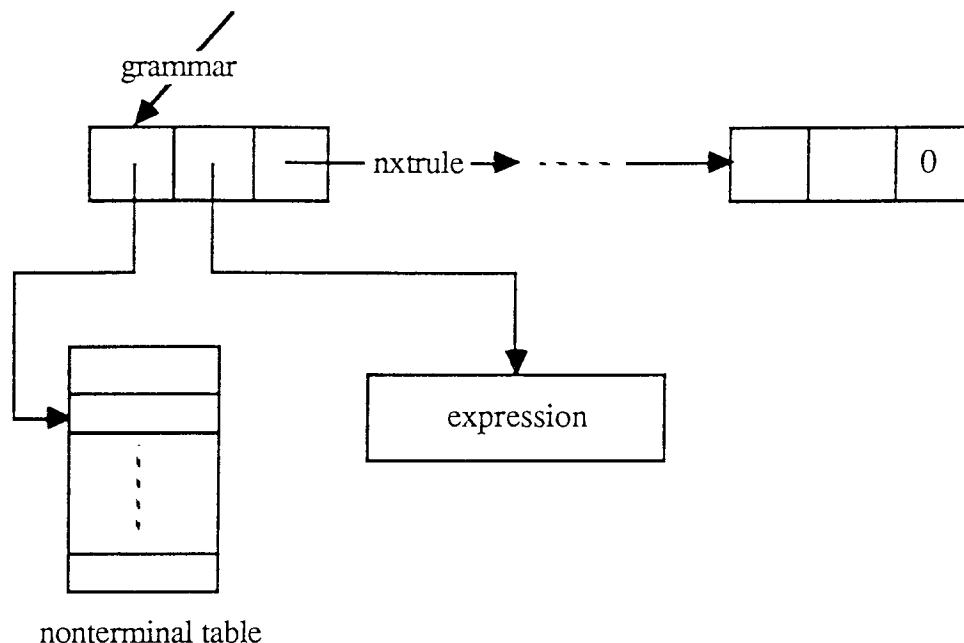 grammar
nxtrule
0
expression
nonterminal table